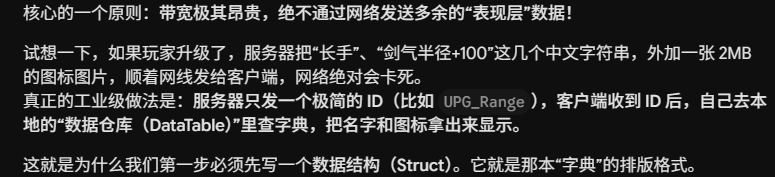 核心的一个原则：带宽极其昂贵，绝不通过网络发送多余的“表现层”数据！
试想一下，如果玩家升级了，服务器把“长手”、“剑气半径+100”这几个中文字符串，外加一张 2MB
的图标图片，顺着网线发给客户端，网络绝对会卡死。
真正的工业级做法是：服务器只发一个极简的 ID（比如 UPG_Range），客户端收到 ID 后，自己去本
地的“数据仓库（DataTable）”里查字典，把名字和图标拿出来显示。
这就是为什么我们第一步必须先写一个数据结构（Struct）。它就是那本“字典”的排版格式。